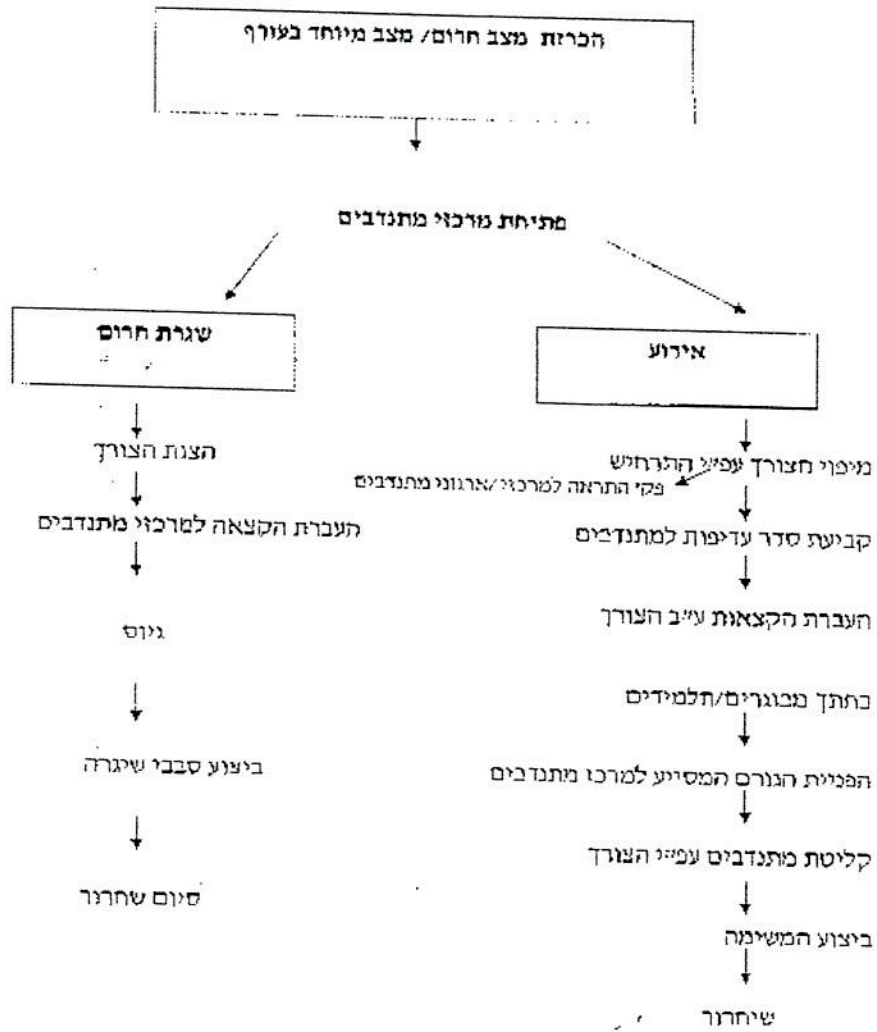 הכרזת מצב חרום/ מצב מיוחד בעורף
פתיחת מרכזי מתנדבים
אירוע
מיפוי הצורך עפ"י התרחיש
פקי התראה למרכזי/ארגוני מתנדבים
קביעת סדר עדיפות למתנדבים
העברת הקצאות ע"ב הצורך
בחתך מבוגרים/תלמידים
הפניית הגורם המסייע למרכז מתנדבים
קליטת מתנדבים עפ"י הצורך
ביצוע המשימה
שיחרור
שגרת חרום
הצגת הצורך
העברת הקצאה למרכזי מתנדבים
גיוס
ביצוע סבבי שיגרה
סיום שחרור